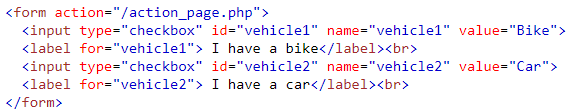 <form action="/action_page.php">
  <input type="checkbox" id="vehicle1" name="vehicle1" value="Bike">
  <label for="vehicle1"> I have a bike</label><br>
  <input type="checkbox" id="vehicle2" name="vehicle2" value="Car">
  <label for="vehicle2"> I have a car</label><br>
</form>